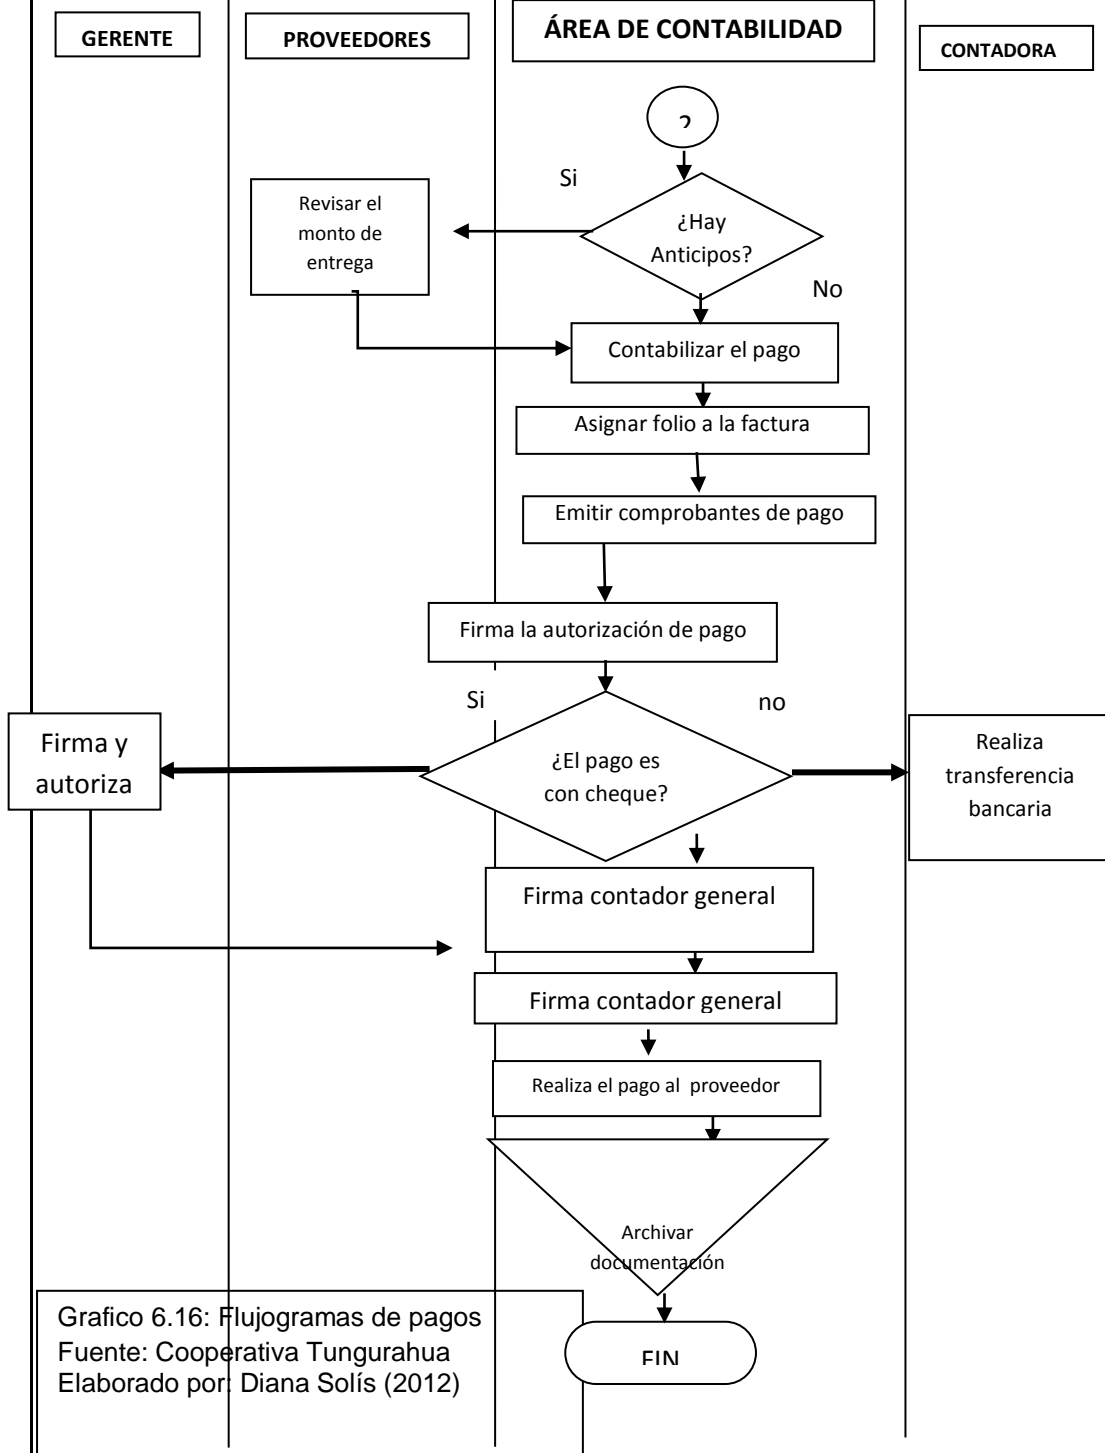 GERENTE
PROVEEDORES
ÁREA DE CONTABILIDAD
CONTADORA
2
Si
¿Hay
Anticipos?
Revisar el
monto de
entrega
No
Contabilizar el pago
Asignar folio a la factura
Emitir comprobantes de pago
Firma la autorización de pago
Si
no
Firma y
autoriza
¿El pago es
con cheque?
Realiza
transferencia
bancaria
Firma contador general
Firma contador general
Realiza el pago al proveedor
Archivar
documentación
FIN
Grafico 6.16: Flujogramas de pagos
Fuente: Cooperativa Tungurahua
Elaborado por: Diana Solís (2012)